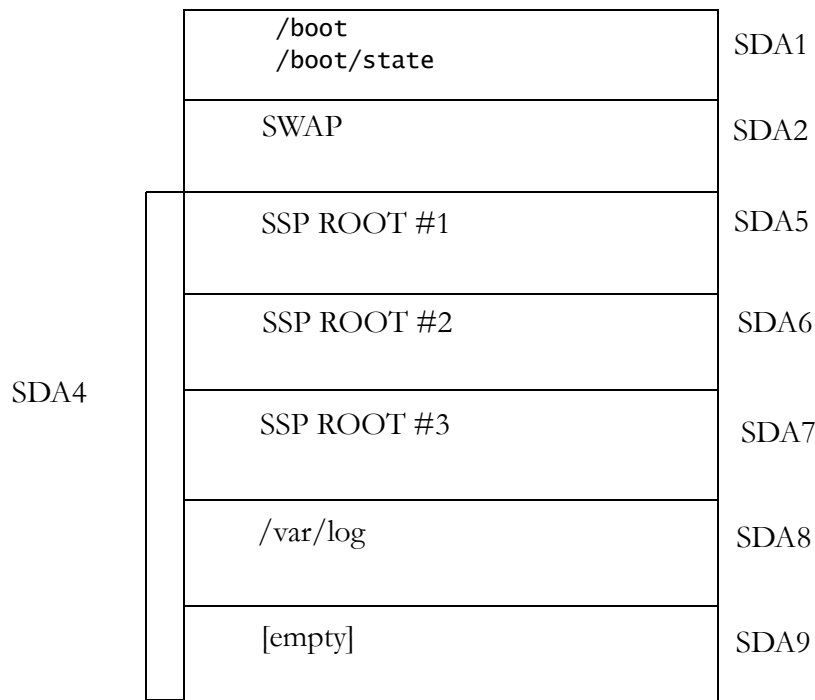 /boot
/boot/state
SDA1
SWAP
SDA2
SSP ROOT #1
SDA5
SSP ROOT #2
SDA6
SDA4
SSP ROOT #3
SDA7
/var/log
SDA8
[empty]
SDA9